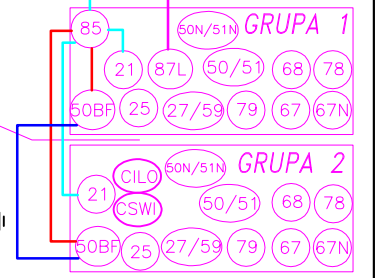 85 50N/51N GRUPA 1
21 87L 50/51 68 78
50BF 25 27/59 79 67 67N
CILO 50N/51N GRUPA 2
21 CSWI 50/51 68 78
50BF 25 27/59 79 67 67N